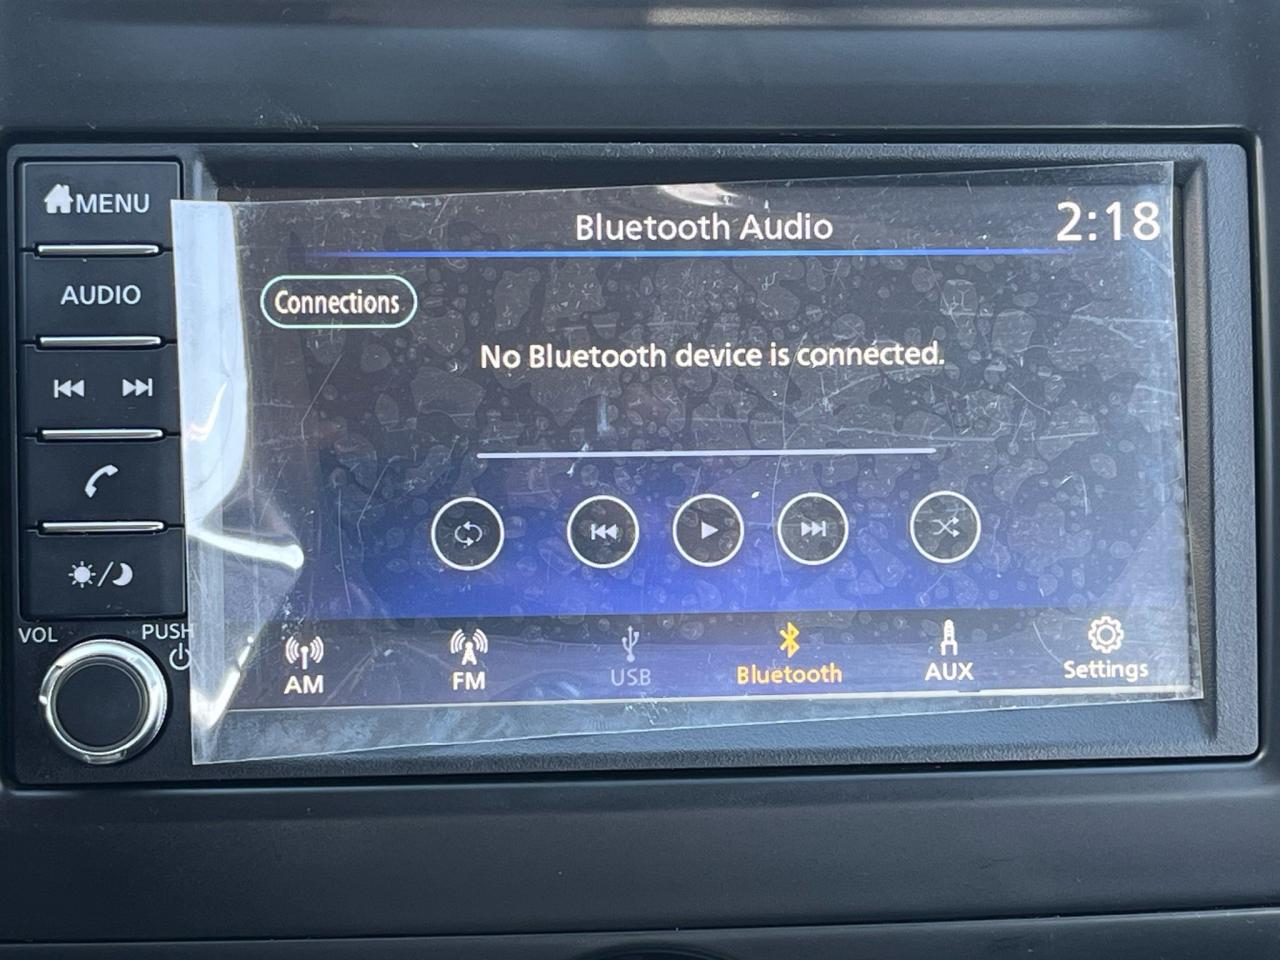 MENU
AUDIO
VOL
PUSH
Bluetooth Audio
2:18
Connections
No Bluetooth device is connected.
AM
FM
USB
Bluetooth
AUX
Settings